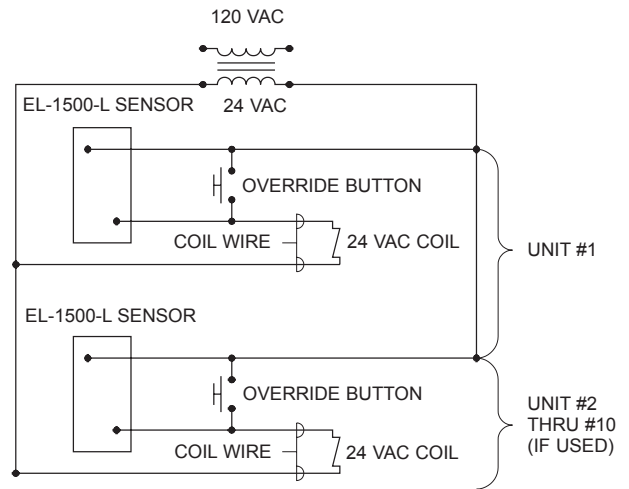 120 VAC
24 VAC
EL-1500-L SENSOR
OVERRIDE BUTTON
COIL WIRE
24 VAC COIL
UNIT #1
EL-1500-L SENSOR
OVERRIDE BUTTON
COIL WIRE
24 VAC COIL
UNIT #2
THRU #10
(IF USED)